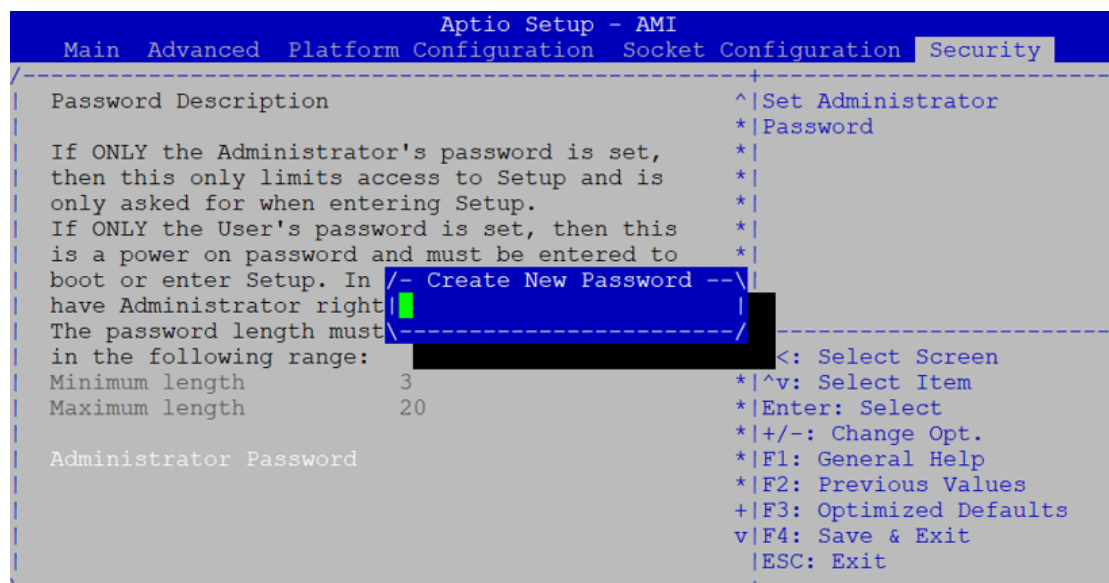 Aptio Setup - AMI
Main Advanced Platform Configuration Socket Configuration Security
Password Description
If ONLY the Administrator's password is set,
then this only limits access to Setup and is
only asked for when entering Setup.
If ONLY the User's password is set, then this
is a power on password and must be entered to
boot or enter Setup. In
have Administrator right
The password length must
in the following range:
Minimum length 3
Maximum length 20
Administrator Password
Create New Password
Set Administrator
Password
<: Select Screen
^v: Select Item
Enter: Select
+/-: Change Opt.
F1: General Help
F2: Previous Values
F3: Optimized Defaults
F4: Save & Exit
ESC: Exit